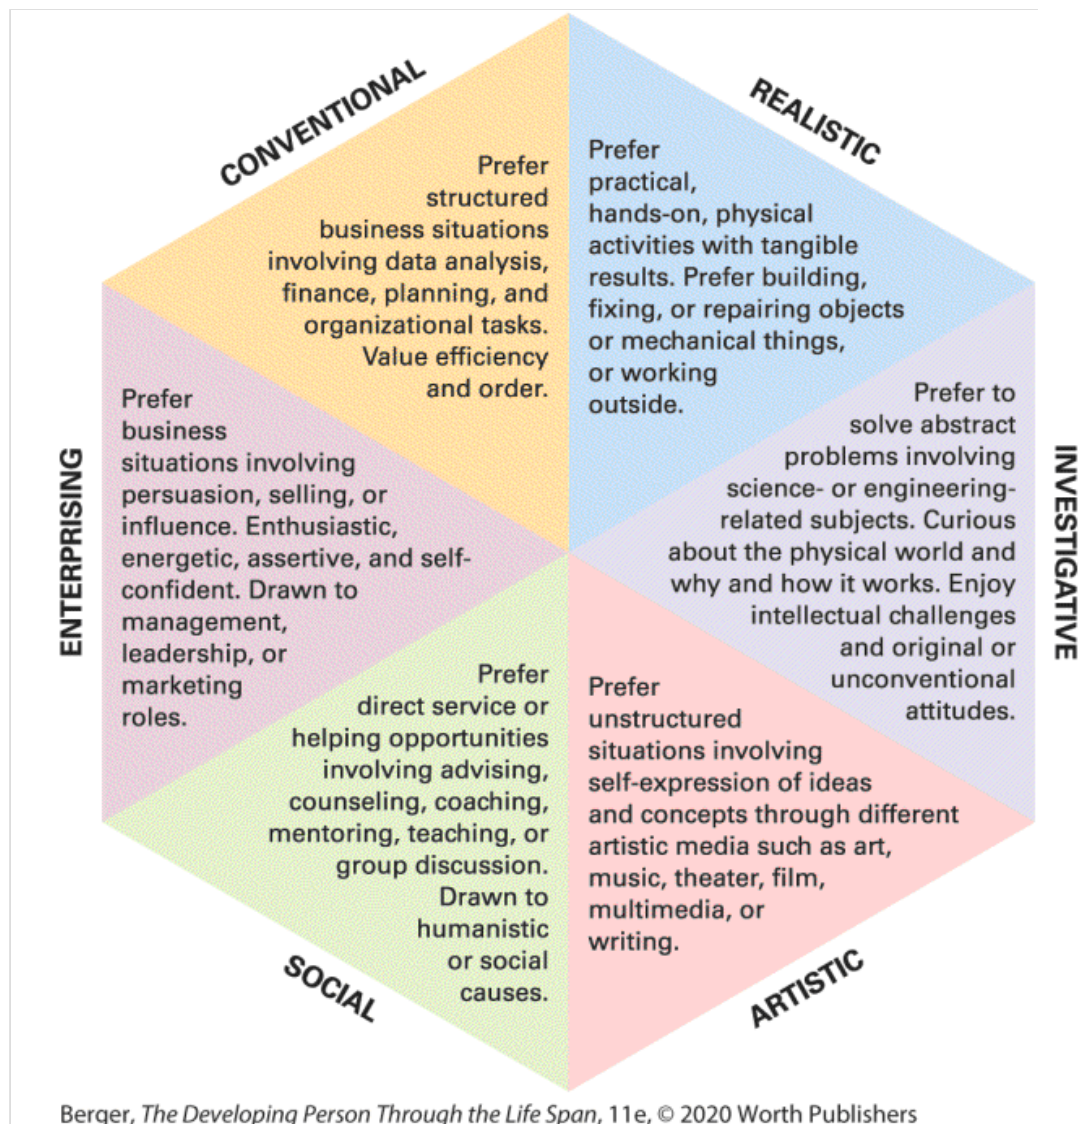 CONVENTIONAL
Prefer
structured
business situations
involving data analysis,
finance, planning, and
organizational tasks.
Value efficiency
and order.
REALISTIC
Prefer
practical,
hands-on, physical
activities with tangible
results. Prefer building,
fixing, or repairing objects
or mechanical things,
or working
outside.
INVESTIGATIVE
Prefer to
solve abstract
problems involving
science- or engineering-
related subjects. Curious
about the physical world and
why and how it works. Enjoy
intellectual challenges
and original or
unconventional
attitudes.
ARTISTIC
Prefer
unstructured
situations involving
self-expression of ideas
and concepts through different
artistic media such as art,
music, theater, film,
multimedia, or
writing.
SOCIAL
Prefer
direct service or
helping opportunities
involving advising,
counseling, coaching,
mentoring, teaching, or
group discussion.
Drawn to
humanistic
or social
causes.
ENTERPRISING
Prefer
business
situations involving
persuasion, selling, or
influence. Enthusiastic,
energetic, assertive, and self-
confident. Drawn to
management,
leadership, or
marketing
roles.
Berger, The Developing Person Through the Life Span, 11e, © 2020 Worth Publishers